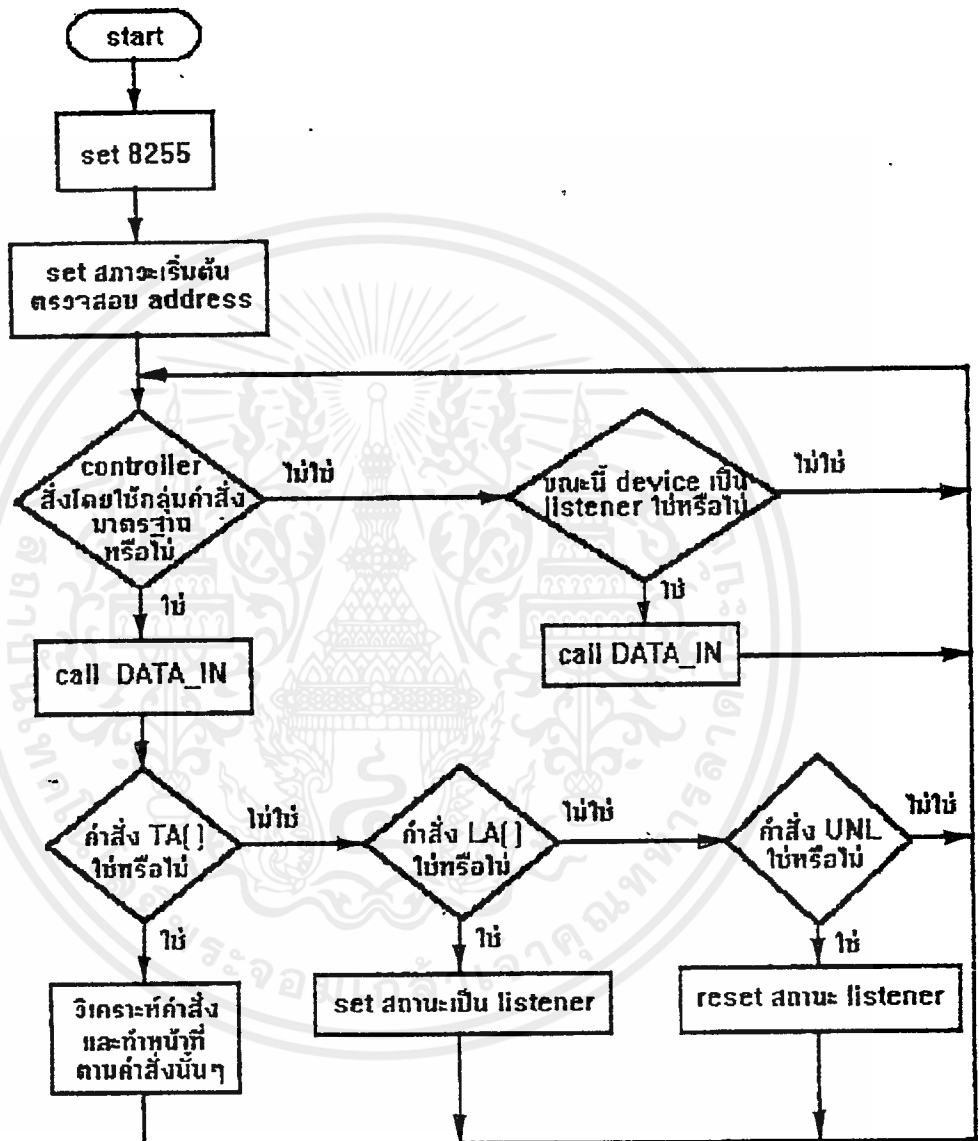 start
set 8255
set สภาวะเริ่มต้น
ตรวจสอบ address
controller
สั่งโดยใช้กลุ่มคำสั่ง
มาตรฐาน
หรือไม่
ไม่ใช่
ขณะนี้ device เป็น
listener ใช่หรือไม่
ไม่ใช่
ใช่
ใช่
call DATA_IN
call DATA_IN
คำสั่ง TA[ ]
ใช่หรือไม่
ไม่ใช่
คำสั่ง LA[ ]
ใช่หรือไม่
ไม่ใช่
คำสั่ง UNL
ใช่หรือไม่
ไม่ใช่
ใช่
ใช่
ใช่
วิเคราะห์คำสั่ง
และทำหน้าที่
ตามคำสั่งนั้นๆ
set สถานะเป็น listener
reset สถานะ listener